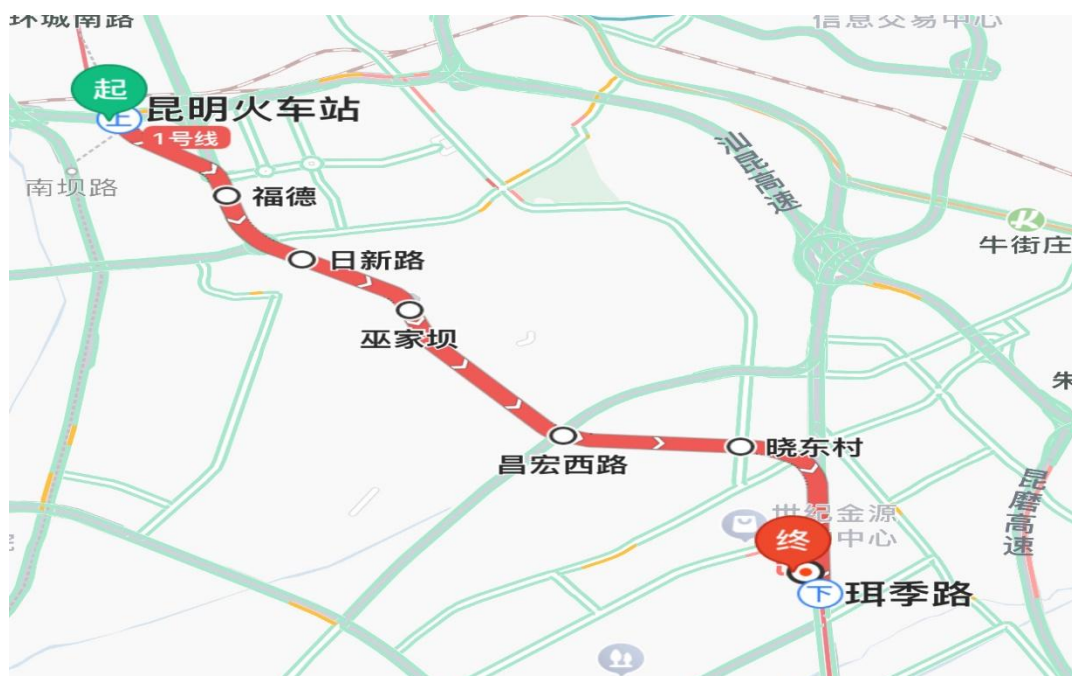 环城南路
信息交易中心
起
昆明火车站
上
1号线
汕昆高速
南坝路
福德
牛街庄
日新路
巫家坝
朱
晓东村
昌宏西路
昆磨高速
世纪金源
中心
终
下
珥季路